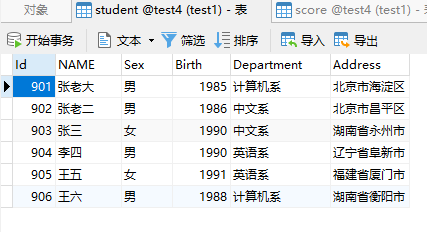 对象 student @test4 (test1) - 表 score @test4 (test1) - 表
开始事务 文本 筛选 排序 导入 导出
Id NAME Sex Birth Department Address
901 张老大 男 1985 计算机系 北京市海淀区
902 张老二 男 1986 中文系 北京市昌平区
903 张三 女 1990 中文系 湖南省永州市
904 李四 男 1990 英语系 辽宁省阜新市
905 王五 女 1991 英语系 福建省厦门市
906 王六 男 1988 计算机系 湖南省衡阳市